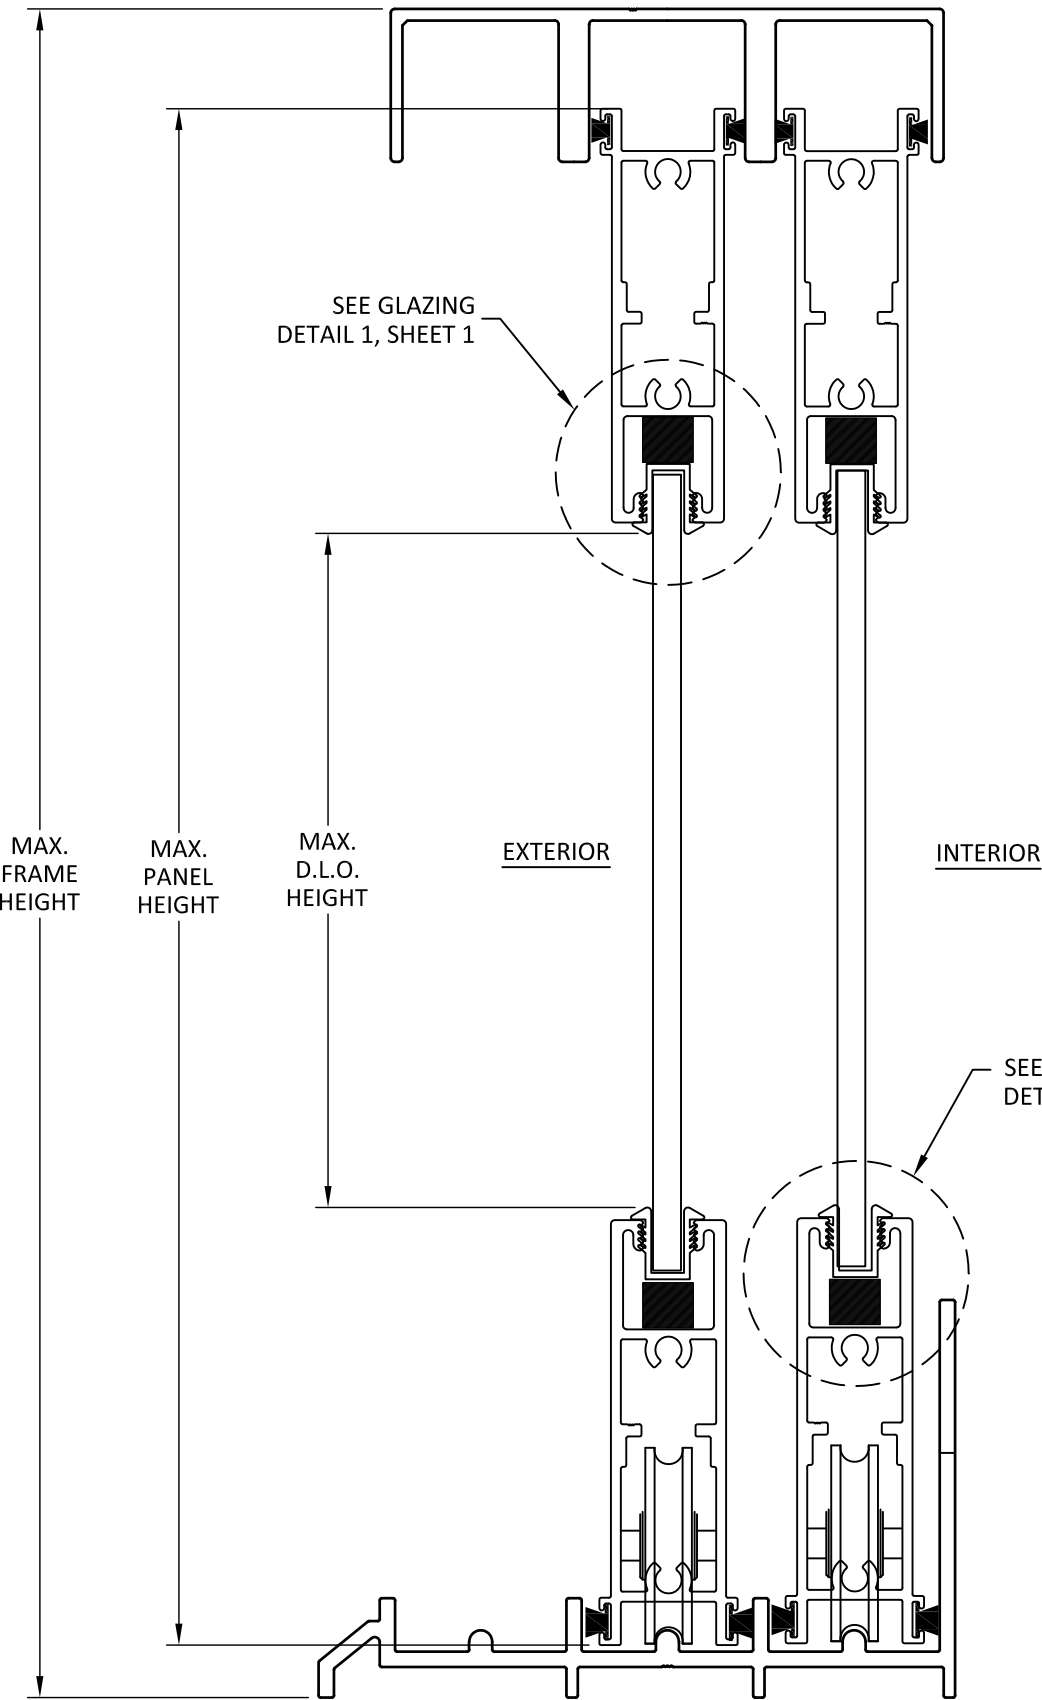 SEE GLAZING
DETAIL 1, SHEET 1
MAX.
FRAME
HEIGHT
MAX.
PANEL
HEIGHT
MAX.
D.L.O.
HEIGHT
EXTERIOR
INTERIOR
SEE